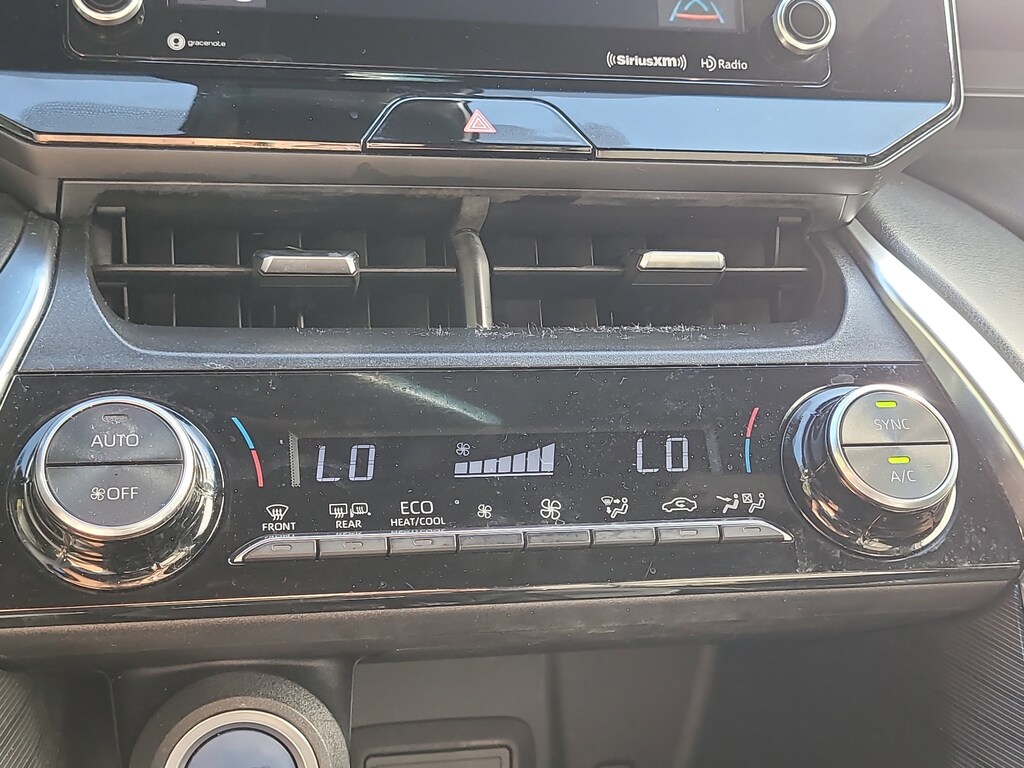 gracenote
SiriusXM
HD Radio
AUTO
OFF
LO
LO
SYNC
A/C
FRONT
REAR
ECO
HEAT/COOL